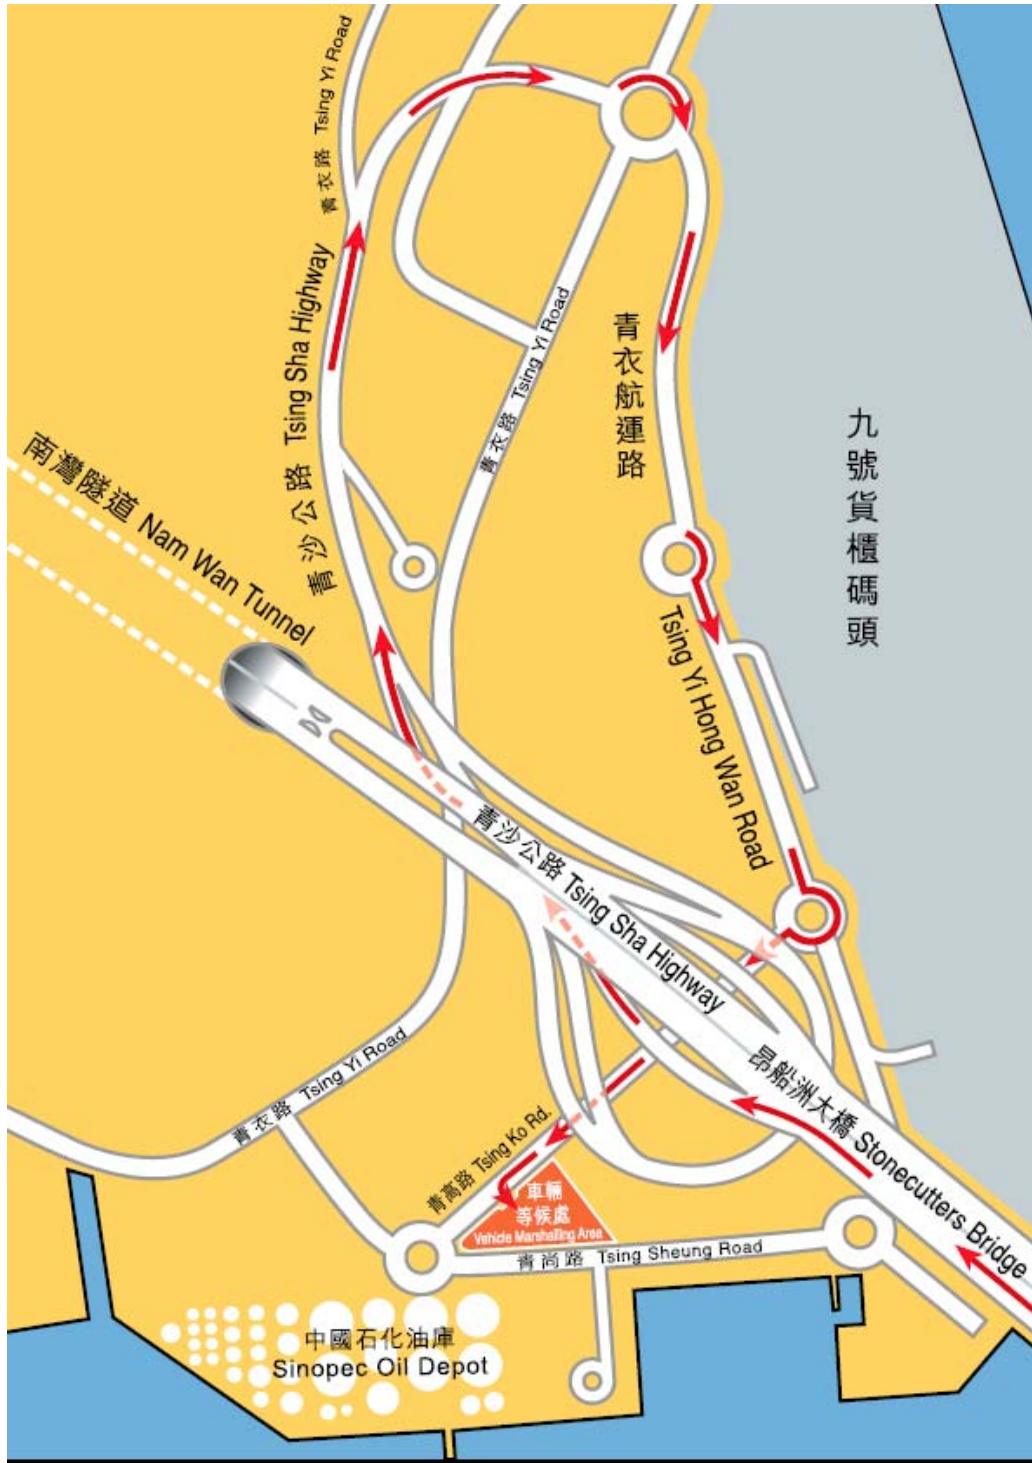 青衣路 Tsing Yi Road
青沙公路 Tsing Sha Highway
青衣路 Tsing Yi Road
青衣航運路
九號貨櫃碼頭
南灣隧道 Nam Wan Tunnel
Tsing Yi Hong Wan Road
青沙公路 Tsing Sha Highway
昂船洲大橋 Stonecutters Bridge
青衣路 Tsing Yi Road
青高路 Tsing Ko Rd.
車輛
等候處
Vehicle Marshalling Area
青尚路 Tsing Sheung Road
中國石化油庫
Sinopec Oil Depot